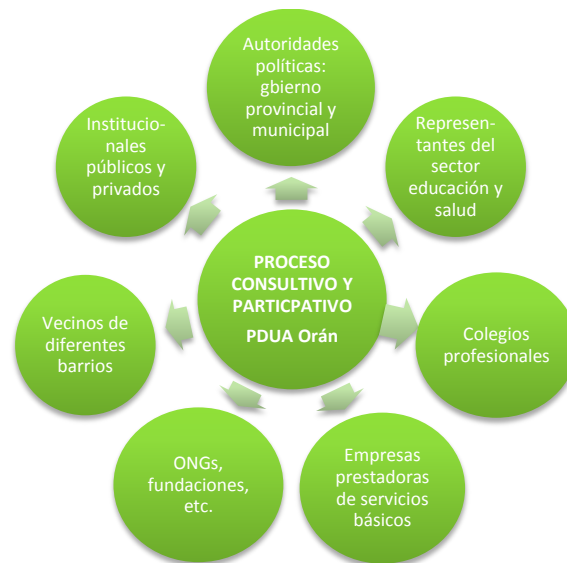 Autoridades
políticas:
gbierno
provincial y
municipal
Represen-
tantes del
sector
educación y
salud
Colegios
profesionales
Empresas
prestadoras
de servicios
básicos
ONGs,
fundaciones,
etc.
Vecinos de
diferentes
barrios
Institucio-
nales
públicos y
privados
PROCESO
CONSULTIVO Y
PARTICPATIVO
PDUA Orán